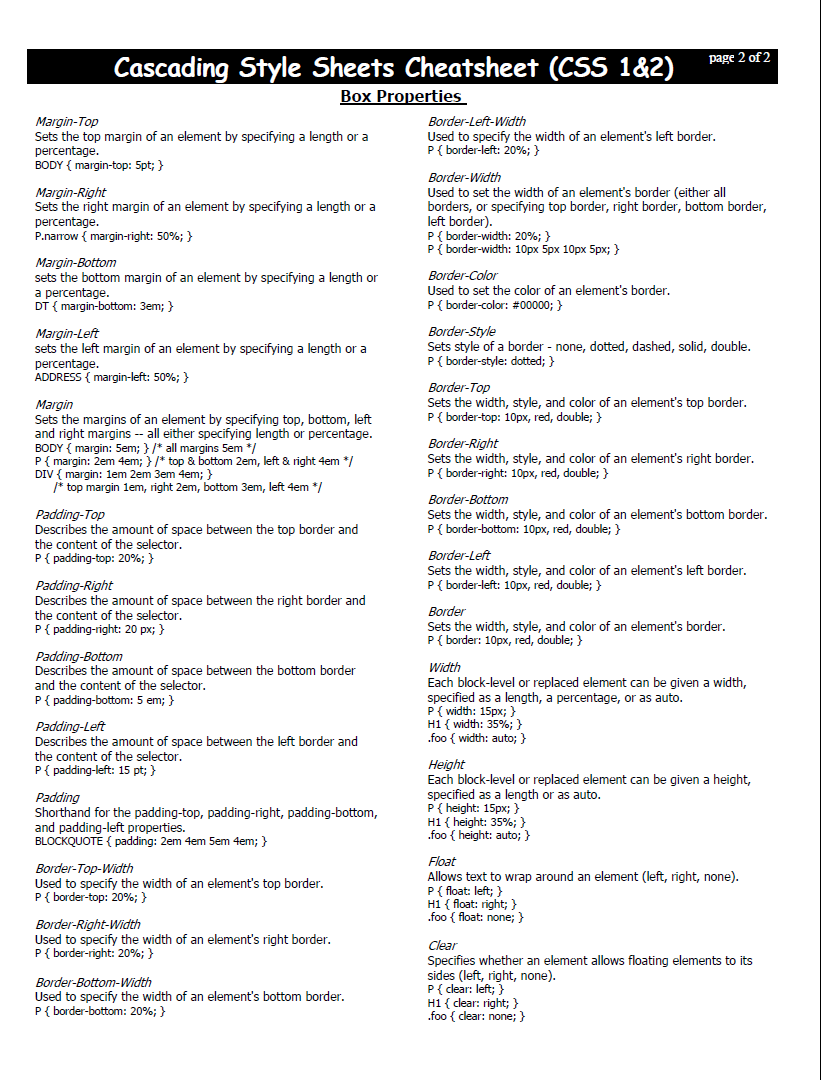 Cascading Style Sheets Cheatsheet (CSS 1&2)
page 2 of 2
Box Properties
Margin-Top
Sets the top margin of an element by specifying a length or a
percentage.
BODY { margin-top: 5pt; }
Margin-Right
Sets the right margin of an element by specifying a length or a
percentage.
P.narrow { margin-right: 50%; }
Margin-Bottom
sets the bottom margin of an element by specifying a length or
a percentage.
DT { margin-bottom: 3em; }
Margin-Left
sets the left margin of an element by specifying a length or a
percentage.
ADDRESS { margin-left: 50%; }
Margin
Sets the margins of an element by specifying top, bottom, left
and right margins -- all either specifying length or percentage.
BODY { margin: 5em; } /* all margins 5em */
P { margin: 2em 4em; } /* top & bottom 2em, left & right 4em */
DIV { margin: 1em 2em 3em 4em; }
/* top margin 1em, right 2em, bottom 3em, left 4em */
Padding-Top
Describes the amount of space between the top border and
the content of the selector.
P { padding-top: 20%; }
Padding-Right
Describes the amount of space between the right border and
the content of the selector.
P { padding-right: 20 px; }
Padding-Bottom
Describes the amount of space between the bottom border
and the content of the selector.
P { padding-bottom: 5 em; }
Padding-Left
Describes the amount of space between the left border and
the content of the selector.
P { padding-left: 15 pt; }
Padding
Shorthand for the padding-top, padding-right, padding-bottom,
and padding-left properties.
BLOCKQUOTE { padding: 2em 4em 5em 4em; }
Border-Top-Width
Used to specify the width of an element's top border.
P { border-top: 20%; }
Border-Right-Width
Used to specify the width of an element's right border.
P { border-right: 20%; }
Border-Bottom-Width
Used to specify the width of an element's bottom border.
P { border-bottom: 20%; }
Border-Left-Width
Used to specify the width of an element's left border.
P { border-left: 20%; }
Border-Width
Used to set the width of an element's border (either all
borders, or specifying top border, right border, bottom border,
left border).
P { border-width: 20%; }
P { border-width: 10px 5px 10px 5px; }
Border-Color
Used to set the color of an element's border.
P { border-color: #00000; }
Border-Style
Sets style of a border - none, dotted, dashed, solid, double.
P { border-style: dotted; }
Border-Top
Sets the width, style, and color of an element's top border.
P { border-top: 10px, red, double; }
Border-Right
Sets the width, style, and color of an element's right border.
P { border-right: 10px, red, double; }
Border-Bottom
Sets the width, style, and color of an element's bottom border.
P { border-bottom: 10px, red, double; }
Border-Left
Sets the width, style, and color of an element's left border.
P { border-left: 10px, red, double; }
Border
Sets the width, style, and color of an element's border.
P { border: 10px, red, double; }
Width
Each block-level or replaced element can be given a width,
specified as a length, a percentage, or as auto.
P { width: 15px; }
H1 { width: 35%; }
.foo { width: auto; }
Height
Each block-level or replaced element can be given a height,
specified as a length or as auto.
P { height: 15px; }
H1 { height: 35%; }
.foo { height: auto; }
Float
Allows text to wrap around an element (left, right, none).
P { float: left; }
H1 { float: right; }
.foo { float: none; }
Clear
Specifies whether an element allows floating elements to its
sides (left, right, none).
P { clear: left; }
H1 { clear: right; }
.foo { clear: none; }